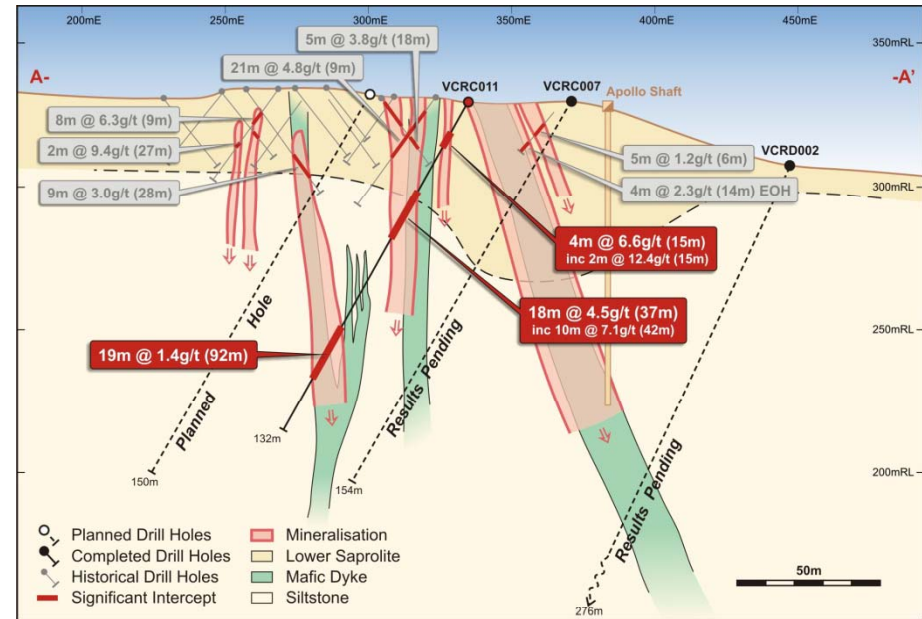 200mE 250mE 300mE 350mE 400mE 450mE
350mRL 350mRL
5m @ 3.8g/t (18m)
A- VCRC011 VCRC007 -A’
21m @ 4.8g/t (9m)
Apollo Shaft
8m @ 6.3g/t (9m)
VCRD002
2m @ 9.4g/t (27m)
5m @ 1.2g/t (6m)
9m @ 3.0g/t (28m)
4m @ 2.3g/t (14m) EOH
300mRL 300mRL
4m @ 6.6g/t (15m)
inc 2m @ 12.4g/t (15m)
Planned Hole
18m @ 4.5g/t (37m)
inc 10m @ 7.1g/t (42m)
250mRL 250mRL
19m @ 1.4g/t (92m)
Results Pending
132m
150m
154m
200mRL 200mRL
Results Pending
Planned Drill Holes
Completed Drill Holes
Historical Drill Holes
Significant Intercept
Mineralisation
Lower Saprolite
Mafic Dyke
Siltstone
276m
50m